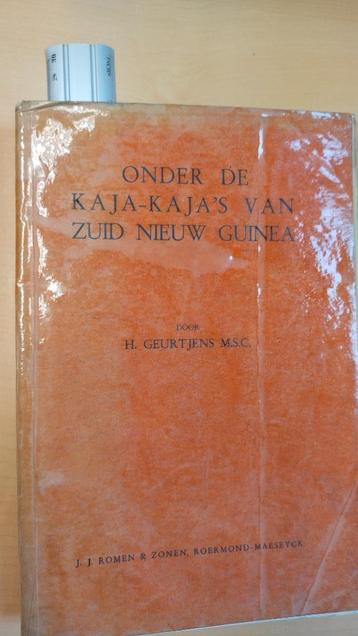 ONDER DE
KAJA-KAJA'S VAN
ZUID NIEUW GUINEA
DOOR
H. GEURTJENS M.S.C.
J. J. ROMEN & ZONEN, ROERMOND-MAESEYCK